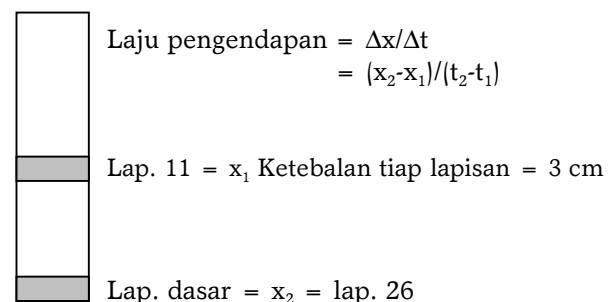 Laju pengendapan = Δx/Δt
= (x₂-x₁)/(t₂-t₁)
Lap. 11 = x₁ Ketebalan tiap lapisan = 3 cm
Lap. dasar = x₂ = lap. 26